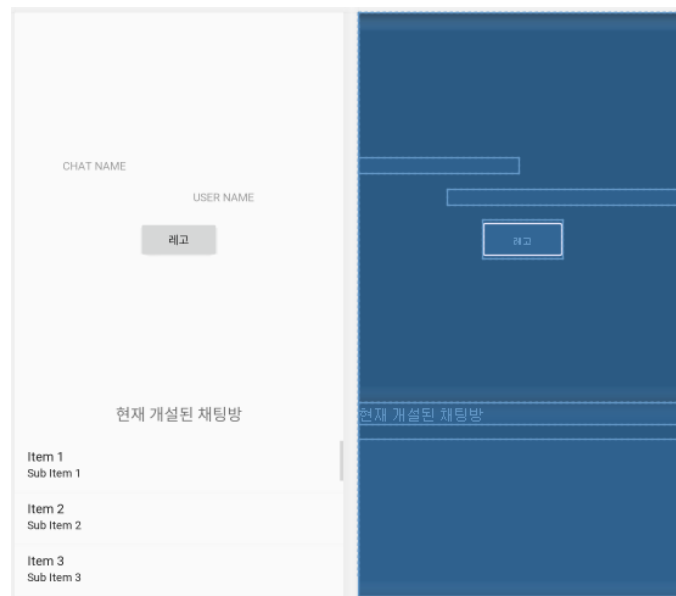 CHAT NAME
USER NAME
레고
현재 개설된 채팅방
Item 1
Sub Item 1
Item 2
Sub Item 2
Item 3
Sub Item 3
레고
현재 개설된 채팅방